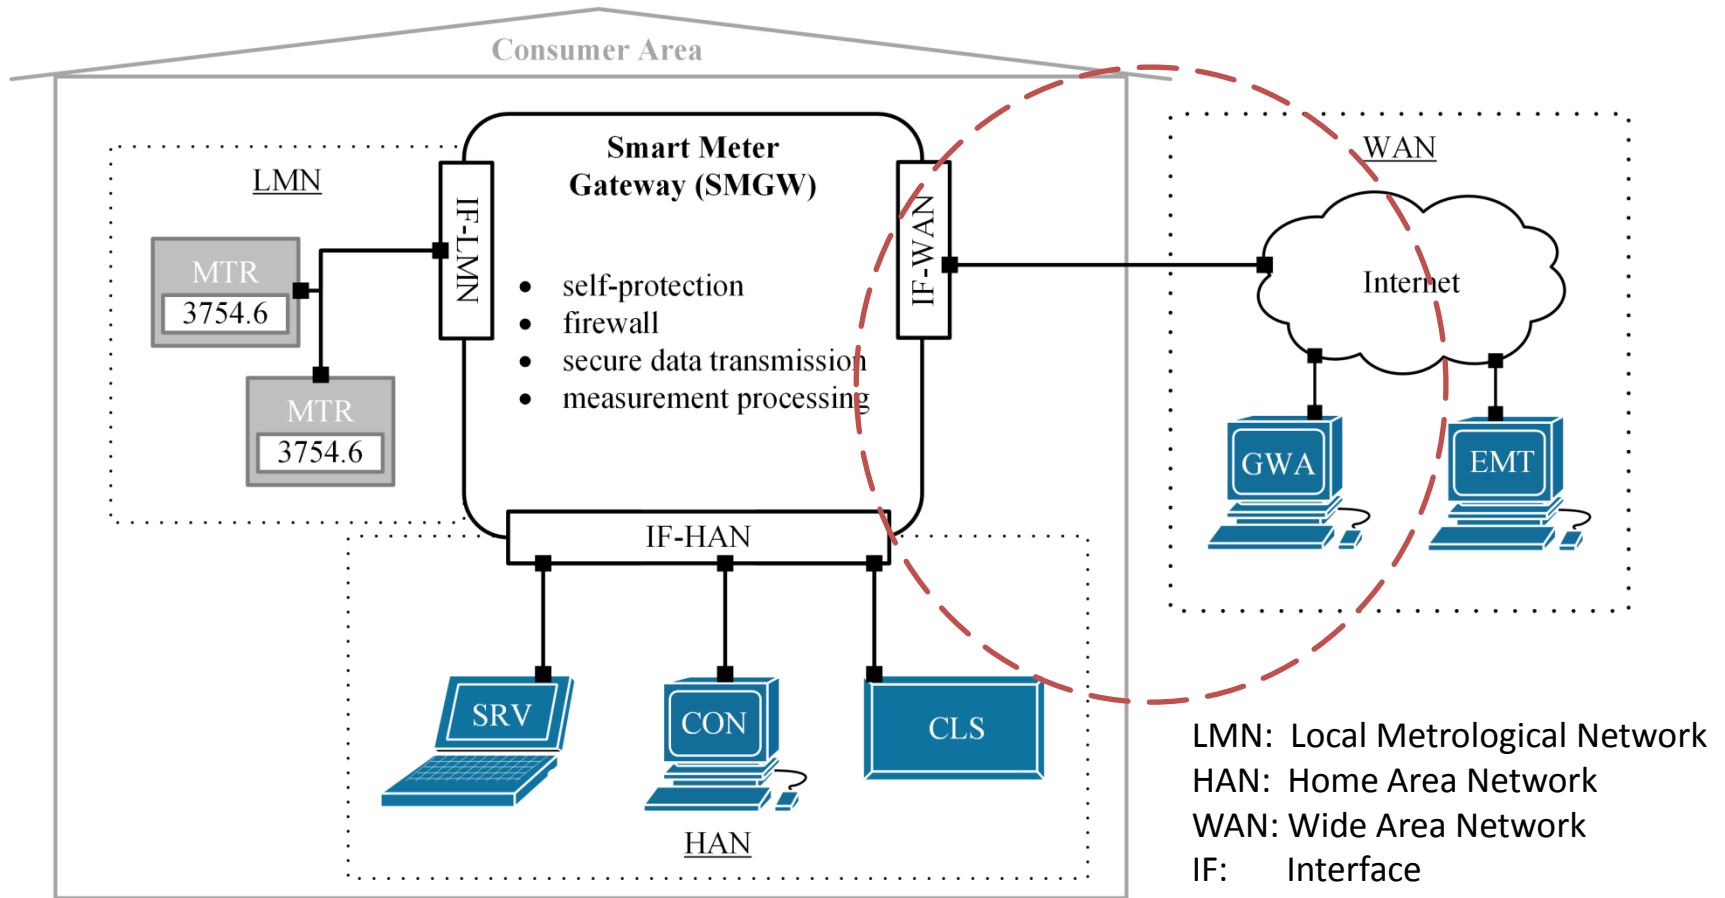 Consumer Area
Smart Meter
Gateway (SMGW)
LMN
MTR
3754.6
MTR
3754.6
IF-LMN
• self-protection
• firewall
• secure data transmission
• measurement processing
IF-WAN
WAN
Internet
GWA
EMT
IF-HAN
SRV
CON
CLS
HAN
LMN: Local Metrological Network
HAN: Home Area Network
WAN: Wide Area Network
IF: Interface